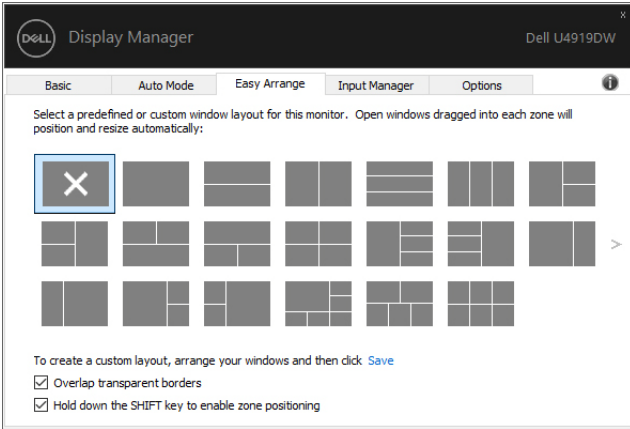 x
DELL
Display Manager
Dell U4919DW
Basic
Auto Mode
Easy Arrange
Input Manager
Options
i
Select a predefined or custom window layout for this monitor. Open windows dragged into each zone will
position and resize automatically:
>
To create a custom layout, arrange your windows and then click Save
Overlap transparent borders
Hold down the SHIFT key to enable zone positioning